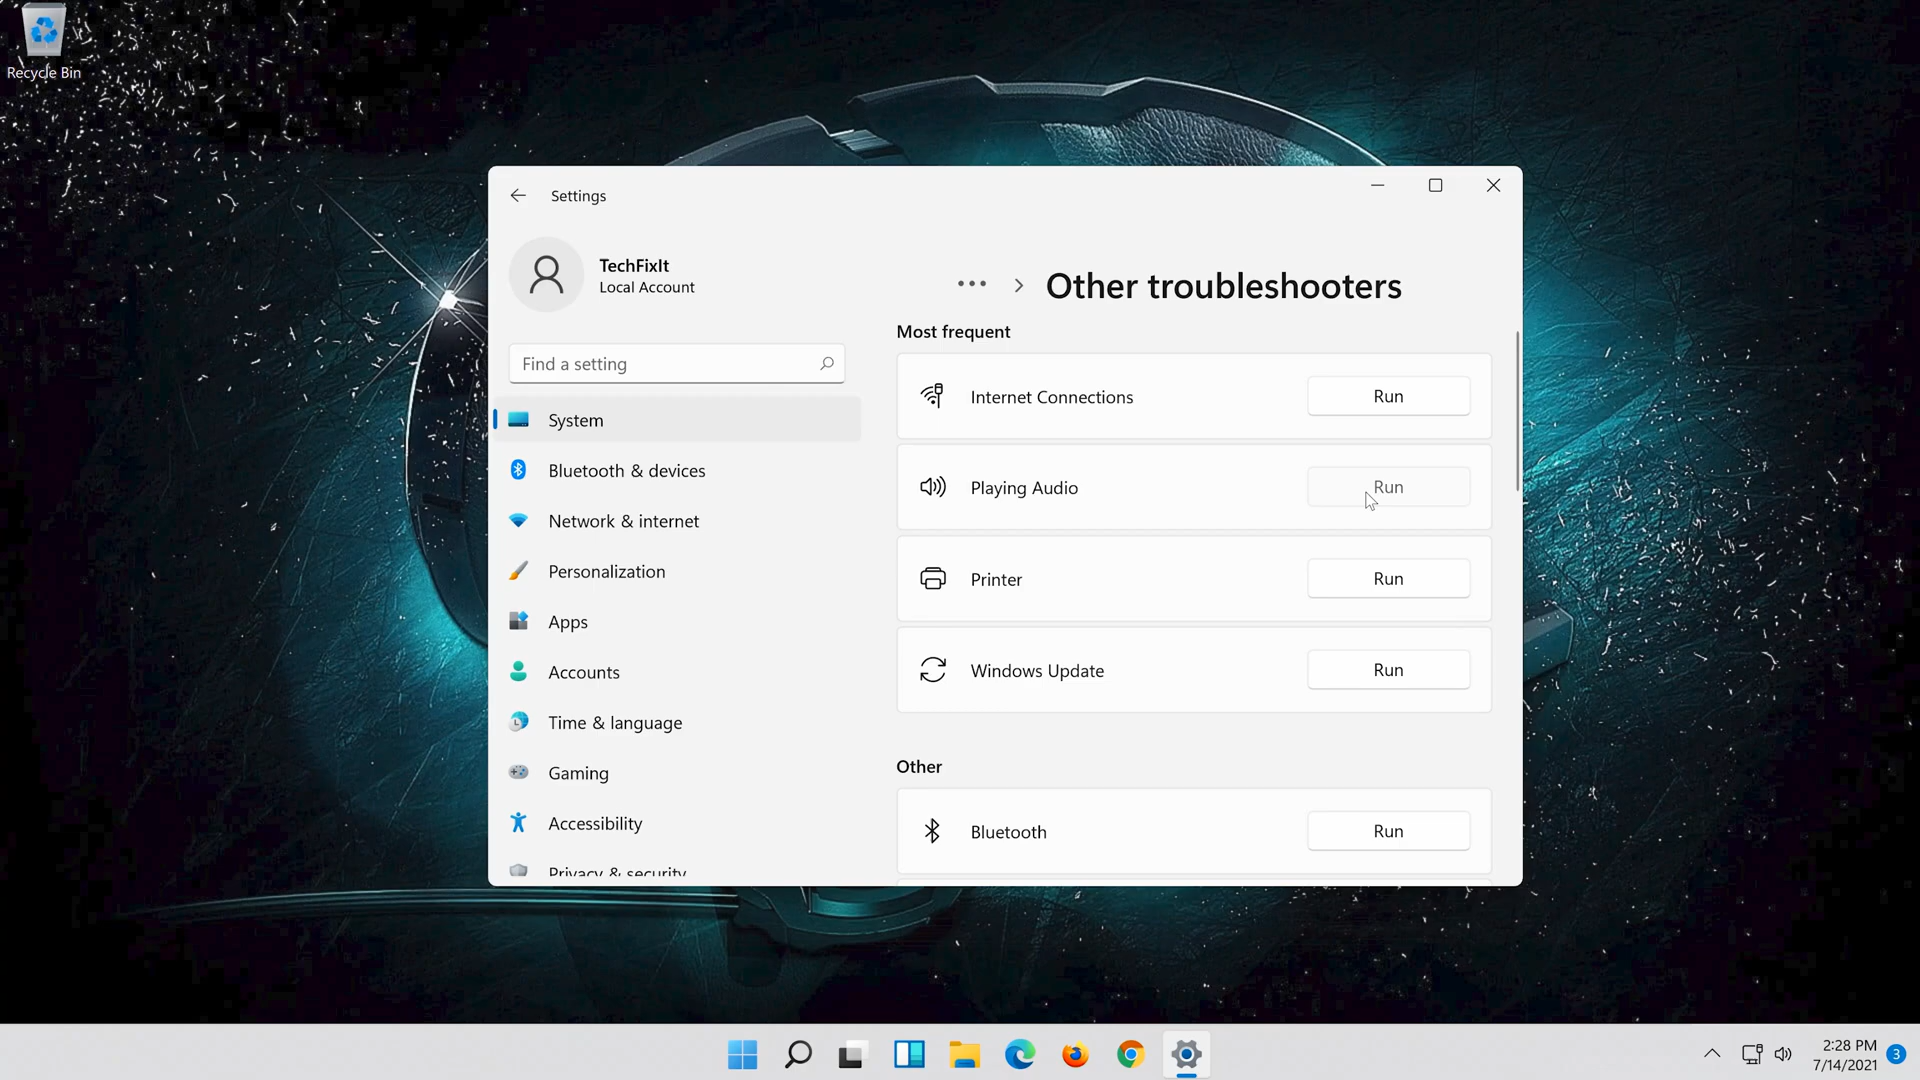 Recycle Bin
Settings
TechFixIt
Local Account
Find a setting
System
Bluetooth & devices
Network & internet
Personalization
Apps
Accounts
Time & language
Gaming
Accessibility
Privacy & security
Other troubleshooters
Most frequent
Internet Connections
Run
Playing Audio
Run
Printer
Run
Windows Update
Run
Other
Bluetooth
Run
2:28 PM
7/14/2021
3